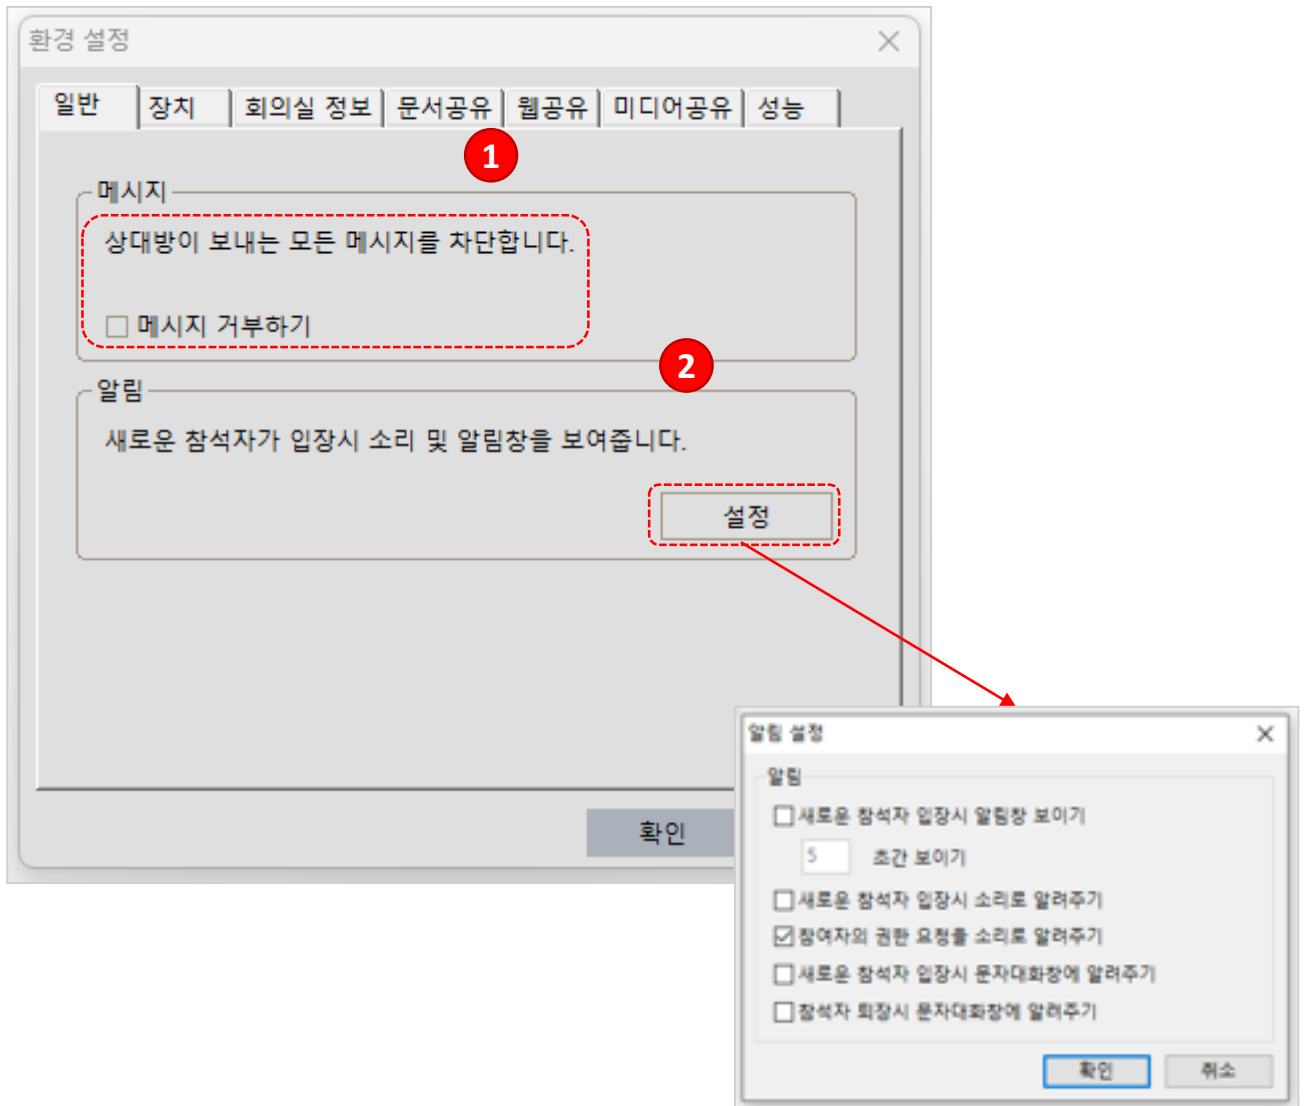 환경 설정
일반 장치 회의실 정보 문서공유 웹공유 미디어공유 성능
1
메시지
상대방이 보내는 모든 메시지를 차단합니다.
메시지 거부하기
2
알림
새로운 참석자가 입장시 소리 및 알림창을 보여줍니다.
설정
확인
알림 설정
알림
새로운 참석자 입장시 알림창 보이기
5 초간 보이기
새로운 참석자 입장시 소리로 알려주기
참여자의 권한 요청을 소리로 알려주기
새로운 참석자 입장시 문자대화창에 알려주기
참석자 퇴장시 문자대화창에 알려주기
확인 취소